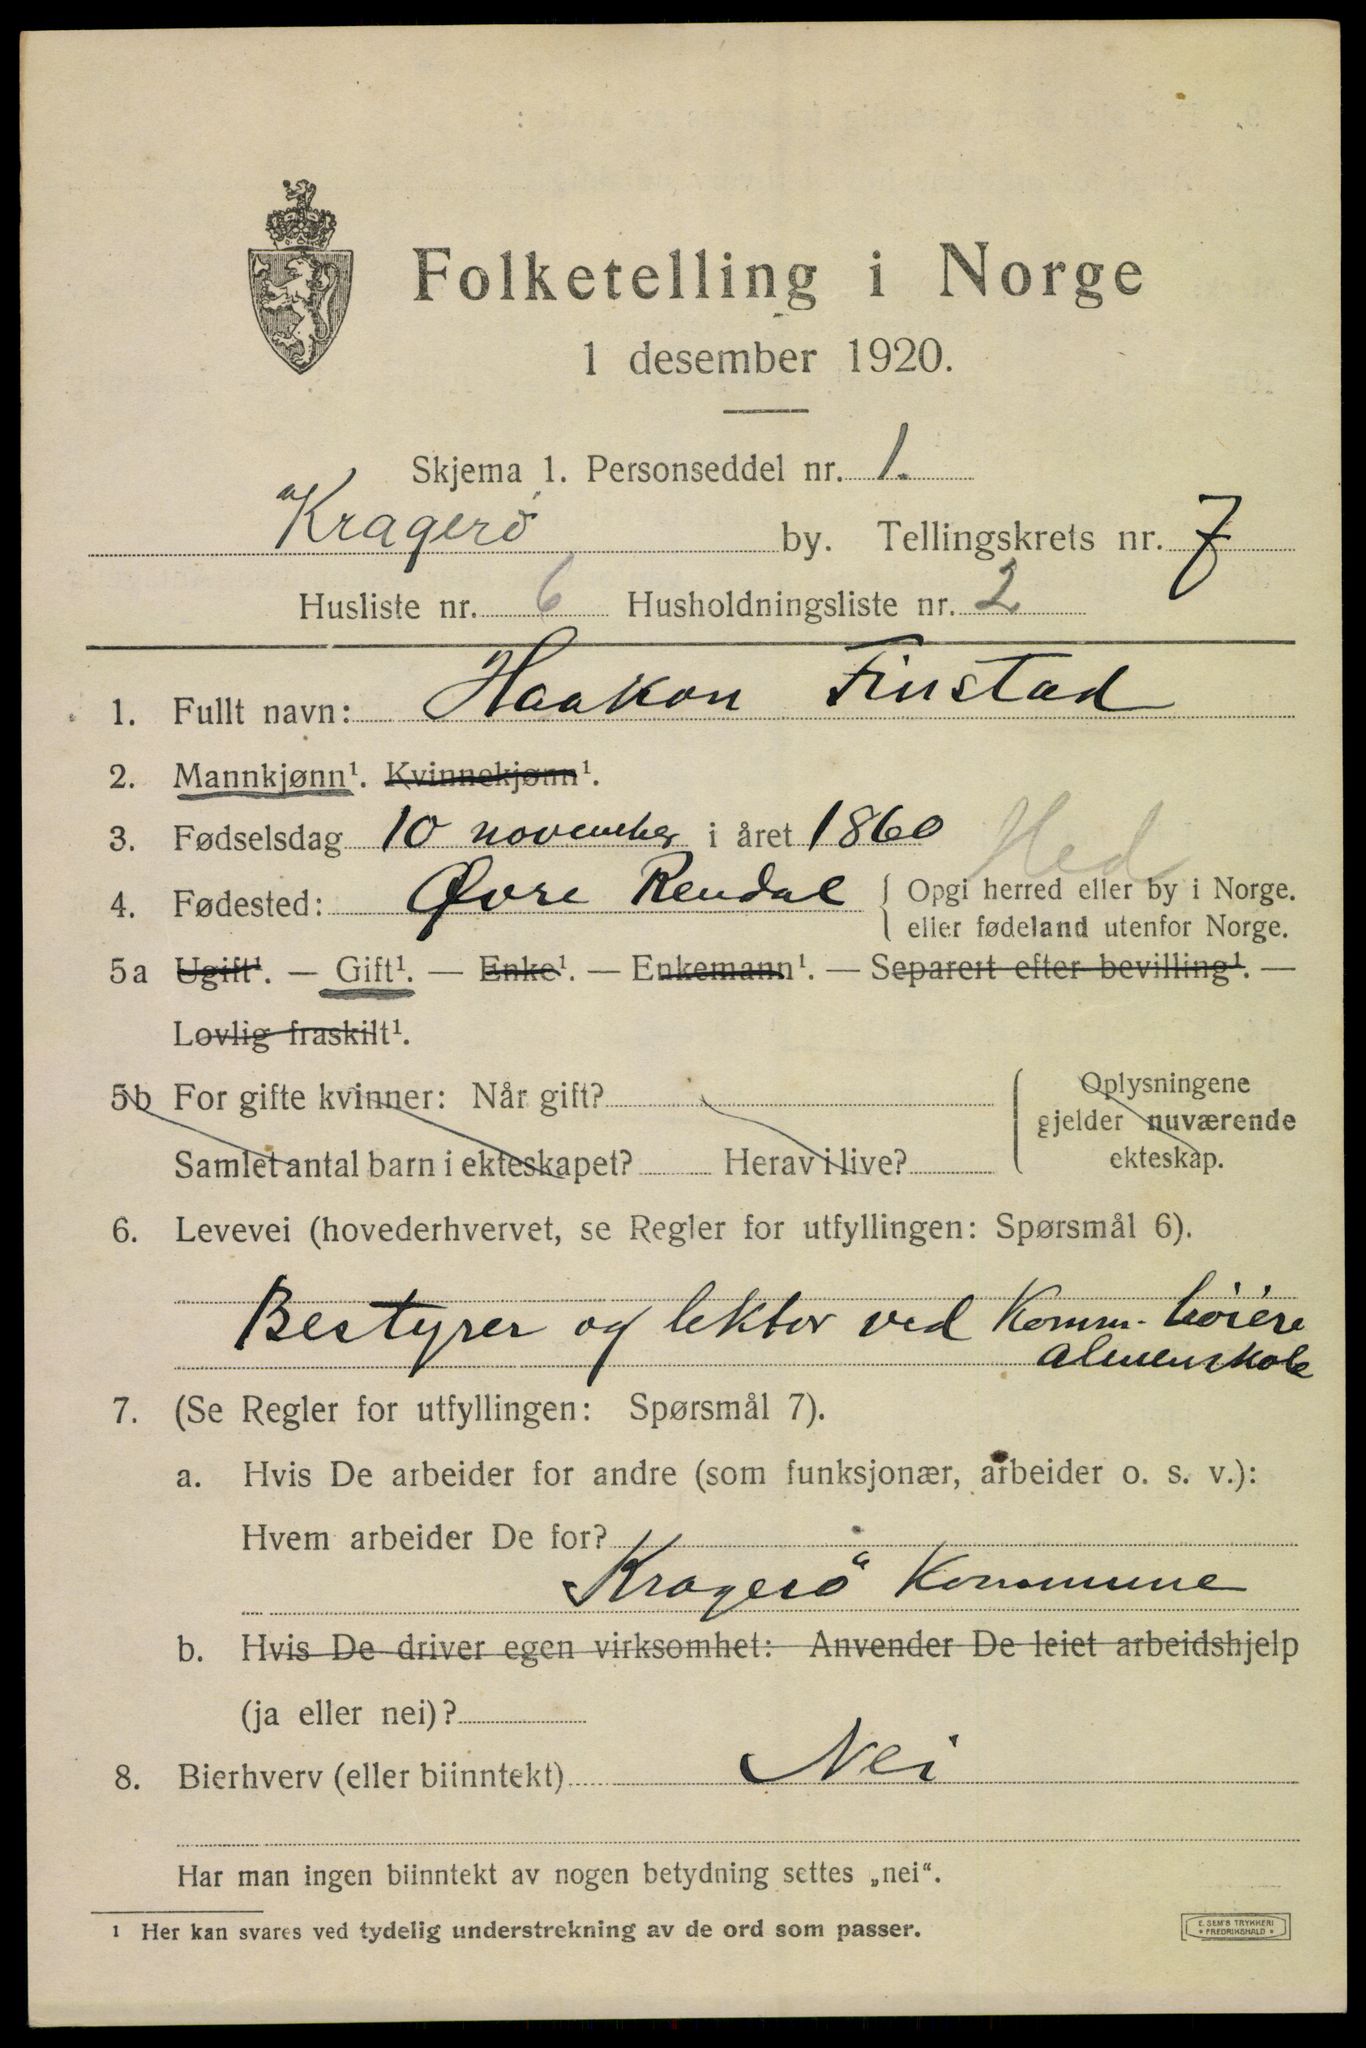 Folketelling i Norge
1 desember 1920.
Skjema 1. Personseddel nr. 1.
Kragerö by. Tellingskrets nr. 7
Husliste nr. 6 Husholdningsliste nr. 2
1. Fullt navn: Haakon Finstad
2. Mannkjønn¹. Kvinnekjønn¹.
3. Fødselsdag 10 november i året 1860 Hed
4. Fødested: Øvre Rendal { Opgi herred eller by i Norge.
eller fødeland utenfor Norge.
5a Ugift¹. — Gift¹. — Enke¹. — Enkemann¹. — Separert efter bevilling¹. —
Lovlig fraskilt¹.
5b For gifte kvinner: Når gift? Oplysningene
gjelder nuværende
Samlet antal barn i ekteskapet? Herav i live? ekteskap.
6. Levevei (hovederhvervet, se Regler for utfyllingen: Spørsmål 6).
Bestyrer og lektor ved Komm. höiere
almenskole
7. (Se Regler for utfyllingen: Spørsmål 7).
a. Hvis De arbeider for andre (som funksjonær, arbeider o. s. v.):
Hvem arbeider De for?
Kragerö Kommune
b. Hvis De driver egen virksomhet: Anvender De leiet arbeidshjelp
(ja eller nei)?
8. Bierhverv (eller biinntekt) Nei
Har man ingen biinntekt av nogen betydning settes „nei“.
¹ Her kan svares ved tydelig understrekning av de ord som passer.
E. SEM'S TRYKKERI
* FREDRIKSHALD *